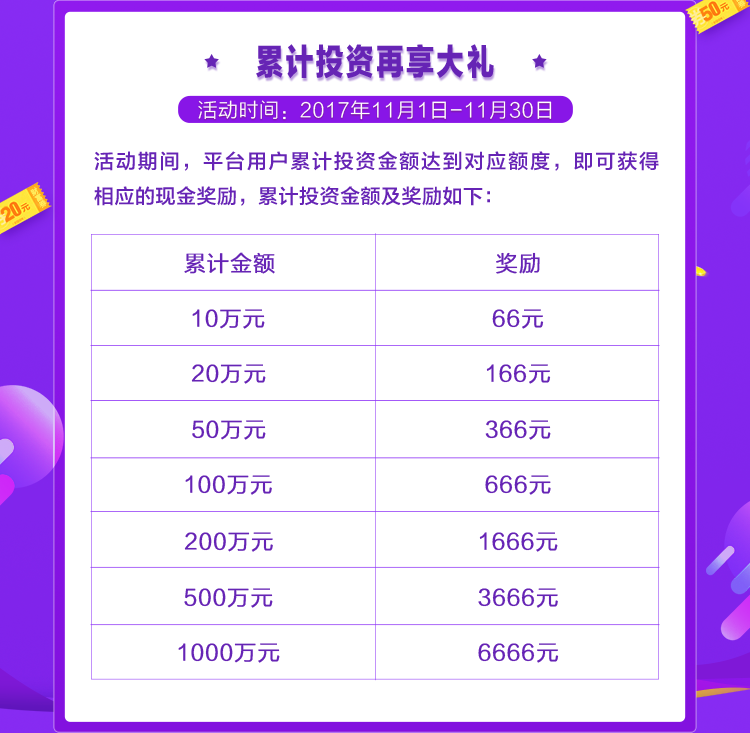 50元
累计投资再享大礼
活动时间：2017年11月1日-11月30日
活动期间，平台用户累计投资金额达到对应额度，即可获得
相应的现金奖励，累计投资金额及奖励如下：
20元
累计金额 奖励
10万元 66元
20万元 166元
50万元 366元
100万元 666元
200万元 1666元
500万元 3666元
1000万元 6666元